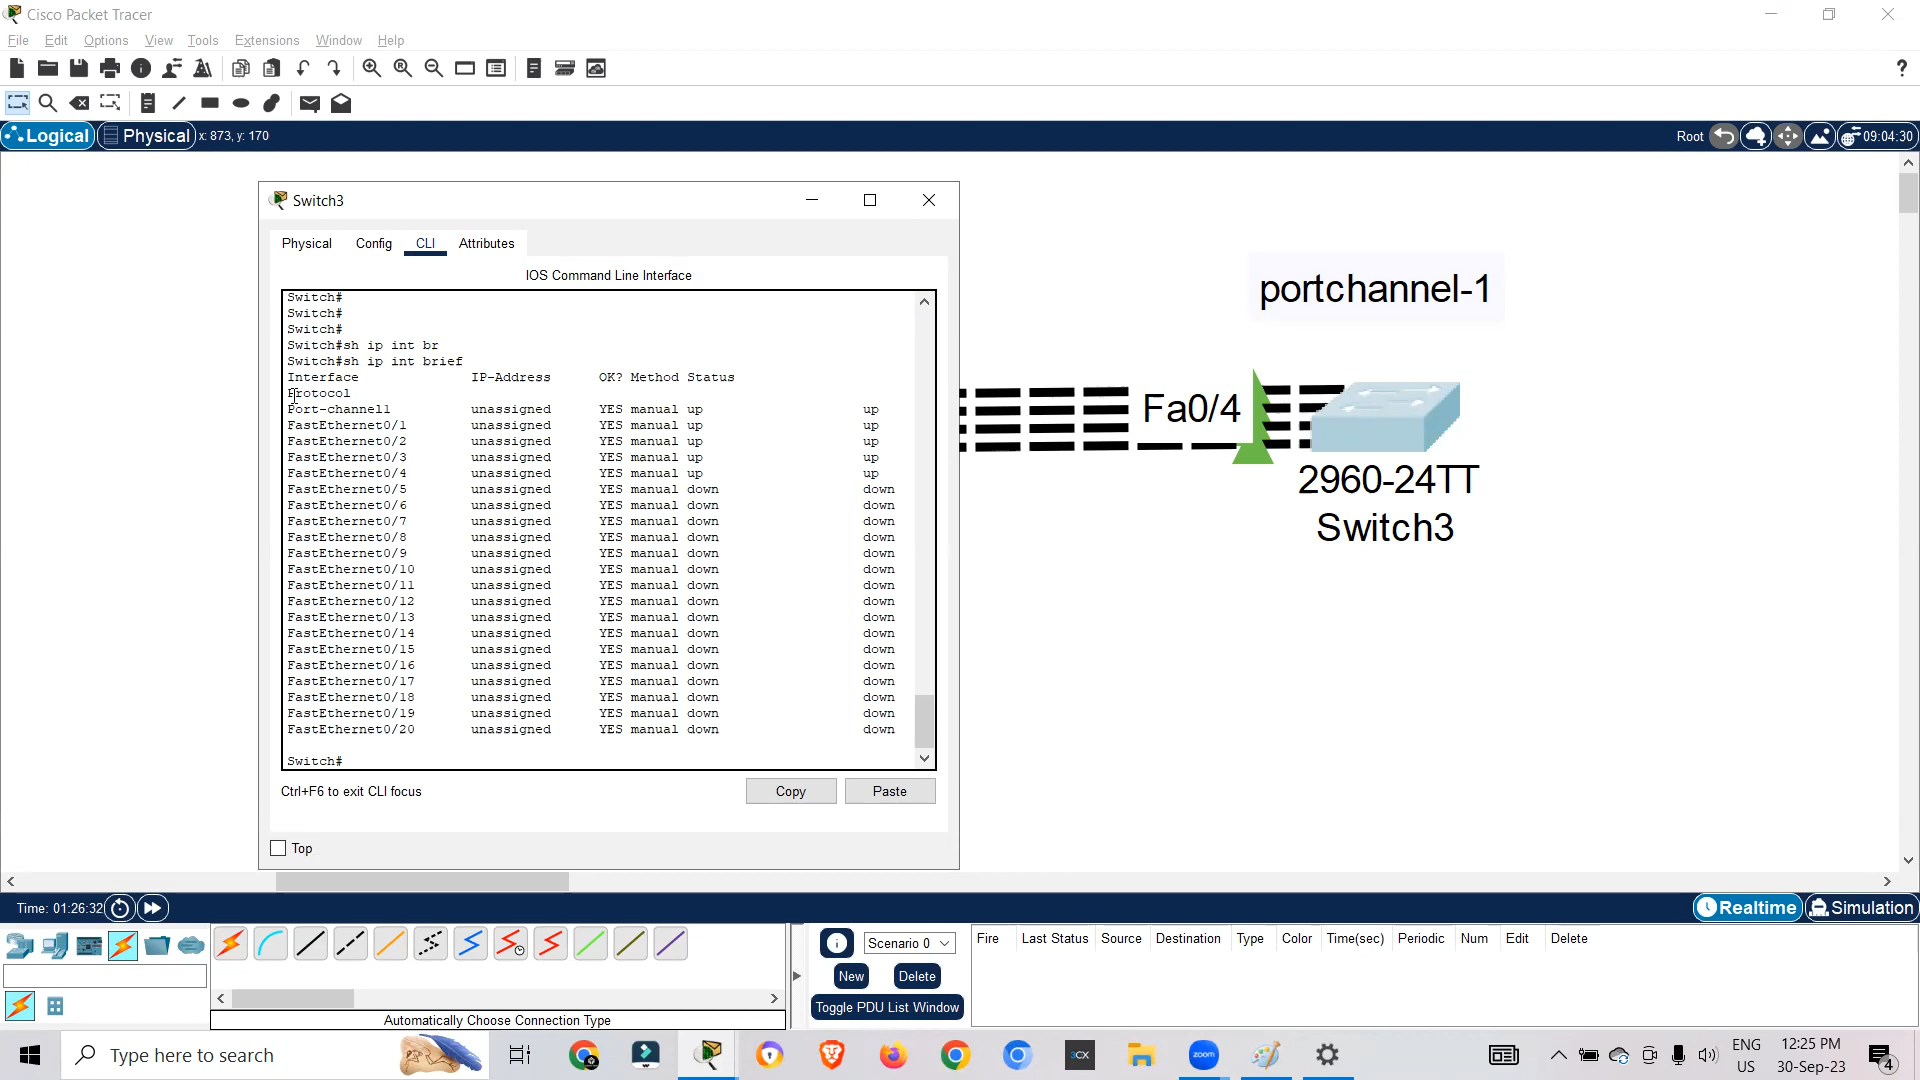 Cisco Packet Tracer
File Edit Options View Tools Extensions Window Help
?
Logical Physical x: 873, y: 170 Root 09:04:30
Switch3
Physical Config CLI Attributes
IOS Command Line Interface
Switch#
Switch#
Switch#
Switch#sh ip int br
Switch#sh ip int brief
Interface IP-Address OK? Method Status
Protocol
Port-channel1 unassigned YES manual up up
FastEthernet0/1 unassigned YES manual up up
FastEthernet0/2 unassigned YES manual up up
FastEthernet0/3 unassigned YES manual up up
FastEthernet0/4 unassigned YES manual up up
FastEthernet0/5 unassigned YES manual down down
FastEthernet0/6 unassigned YES manual down down
FastEthernet0/7 unassigned YES manual down down
FastEthernet0/8 unassigned YES manual down down
FastEthernet0/9 unassigned YES manual down down
FastEthernet0/10 unassigned YES manual down down
FastEthernet0/11 unassigned YES manual down down
FastEthernet0/12 unassigned YES manual down down
FastEthernet0/13 unassigned YES manual down down
FastEthernet0/14 unassigned YES manual down down
FastEthernet0/15 unassigned YES manual down down
FastEthernet0/16 unassigned YES manual down down
FastEthernet0/17 unassigned YES manual down down
FastEthernet0/18 unassigned YES manual down down
FastEthernet0/19 unassigned YES manual down down
FastEthernet0/20 unassigned YES manual down down
Switch#
Ctrl+F6 to exit CLI focus Copy Paste
Top
portchannel-1
Fa0/4
2960-24TT
Switch3
Time: 01:26:32 Realtime Simulation
Scenario 0
New Delete
Toggle PDU List Window
Fire Last Status Source Destination Type Color Time(sec) Periodic Num Edit Delete
Automatically Choose Connection Type
Type here to search
3CX
zoom
ENG
US
12:25 PM
30-Sep-23
4